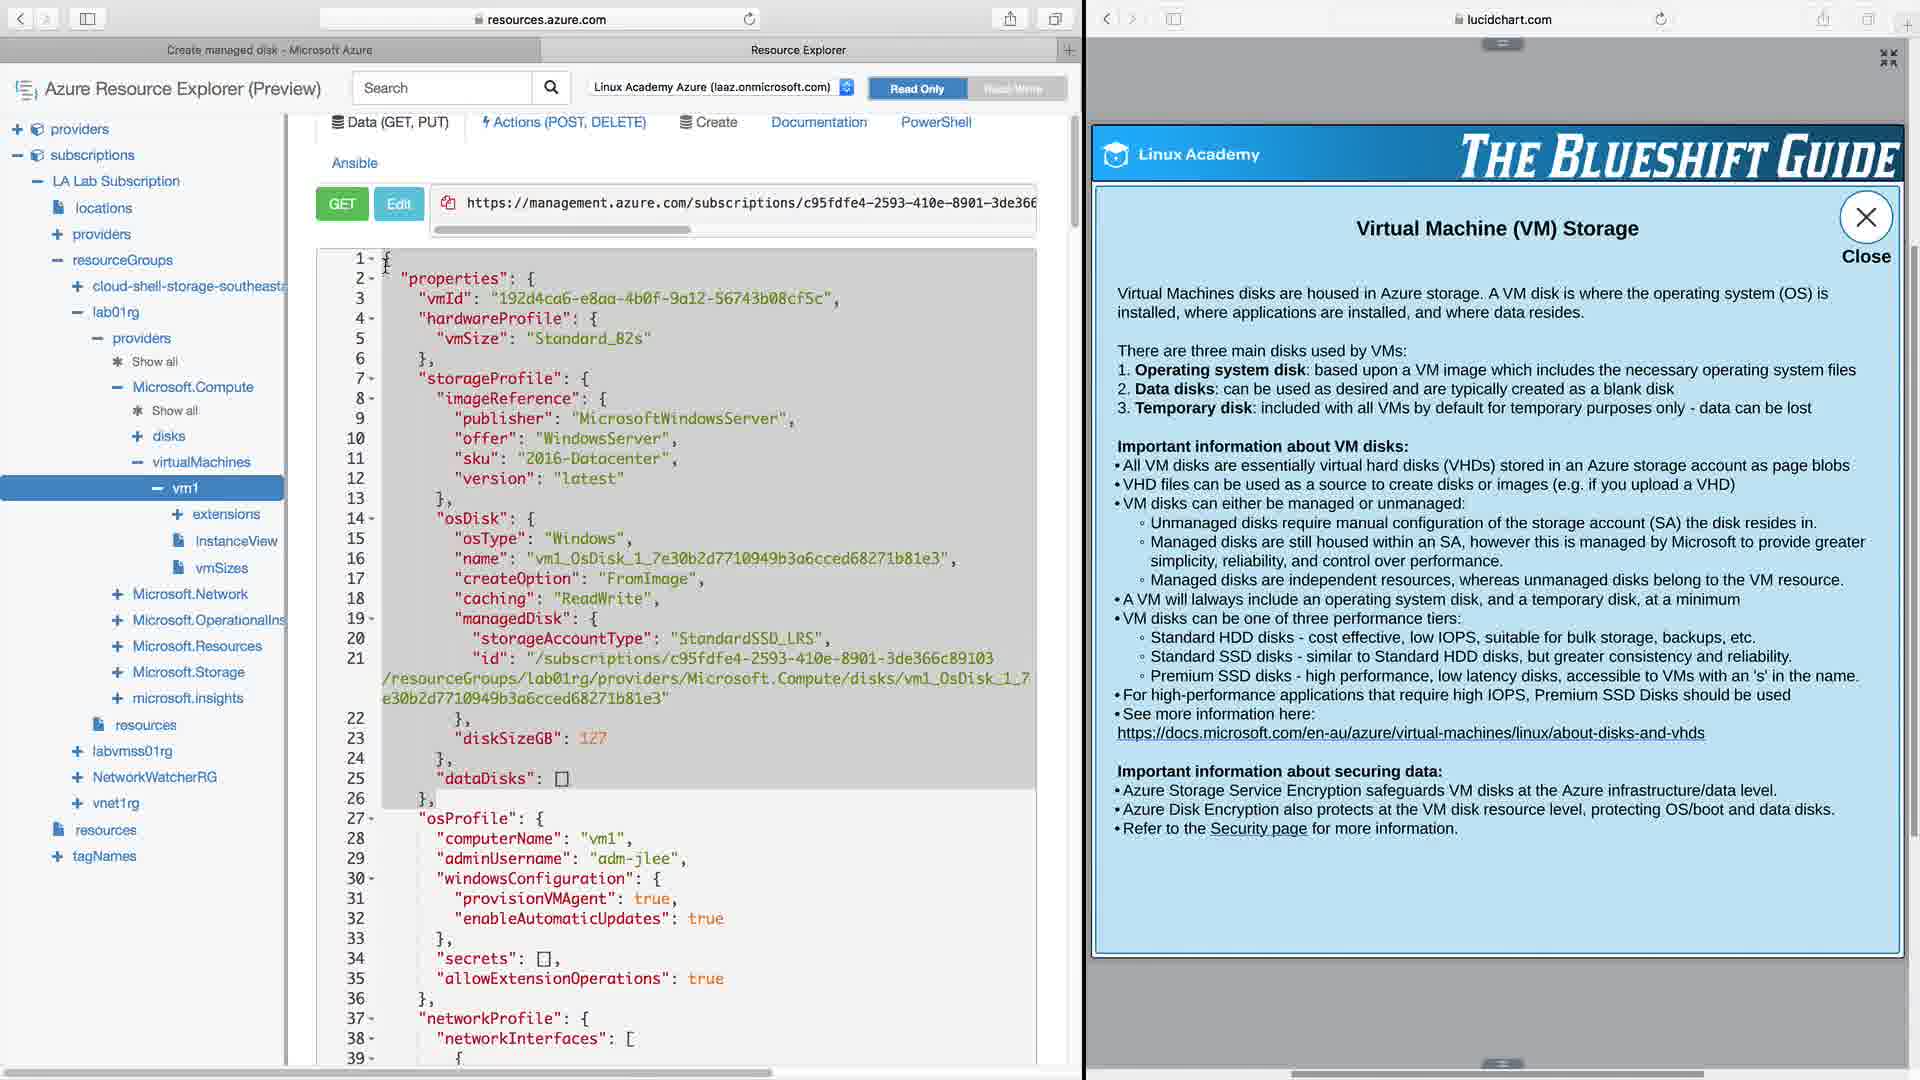 resources.azure.com
Create managed disk - Microsoft Azure
Resource Explorer
Azure Resource Explorer (Preview)
Search
Linux Academy Azure (laaz.onmicrosoft.com)
Read Only
Read/Write
providers
subscriptions
LA Lab Subscription
locations
providers
resourceGroups
cloud-shell-storage-southeasta
lab01rg
providers
Show all
Microsoft.Compute
Show all
disks
virtualMachines
vm1
extensions
InstanceView
vmSizes
Microsoft.Network
Microsoft.OperationalIns
Microsoft.Resources
Microsoft.Storage
microsoft.insights
resources
labvmss01rg
NetworkWatcherRG
vnet1rg
resources
tagNames
Data (GET, PUT)
Actions (POST, DELETE)
Create
Documentation
PowerShell
Ansible
GET
Edit
https://management.azure.com/subscriptions/c95fdfe4-2593-410e-8901-3de366
1 {
2 "properties": {
3 "vmId": "192d4ca6-e8aa-4b0f-9a12-56743b08cf5c",
4 "hardwareProfile": {
5 "vmSize": "Standard_B2s"
6 },
7 "storageProfile": {
8 "imageReference": {
9 "publisher": "MicrosoftWindowsServer",
10 "offer": "WindowsServer",
11 "sku": "2016-Datacenter",
12 "version": "latest"
13 },
14 "osDisk": {
15 "osType": "Windows",
16 "name": "vm1_OsDisk_1_7e30b2d7710949b3a6cced68271b81e3",
17 "createOption": "FromImage",
18 "caching": "ReadWrite",
19 "managedDisk": {
20 "storageAccountType": "StandardSSD_LRS",
21 "id": "/subscriptions/c95fdfe4-2593-410e-8901-3de366c89103
/resourceGroups/lab01rg/providers/Microsoft.Compute/disks/vm1_OsDisk_1_7
e30b2d7710949b3a6cced68271b81e3"
22 },
23 "diskSizeGB": 127
24 },
25 "dataDisks": []
26 },
27 "osProfile": {
28 "computerName": "vm1",
29 "adminUsername": "adm-jlee",
30 "windowsConfiguration": {
31 "provisionVMAgent": true,
32 "enableAutomaticUpdates": true
33 },
34 "secrets": [],
35 "allowExtensionOperations": true
36 },
37 "networkProfile": {
38 "networkInterfaces": [
39 {
lucidchart.com
Linux Academy
THE BLUESHIFT GUIDE
Virtual Machine (VM) Storage
Close
Virtual Machines disks are housed in Azure storage. A VM disk is where the operating system (OS) is
installed, where applications are installed, and where data resides.
There are three main disks used by VMs:
1. Operating system disk: based upon a VM image which includes the necessary operating system files
2. Data disks: can be used as desired and are typically created as a blank disk
3. Temporary disk: included with all VMs by default for temporary purposes only - data can be lost
Important information about VM disks:
• All VM disks are essentially virtual hard disks (VHDs) stored in an Azure storage account as page blobs
• VHD files can be used as a source to create disks or images (e.g. if you upload a VHD)
• VM disks can either be managed or unmanaged:
◦ Unmanaged disks require manual configuration of the storage account (SA) the disk resides in.
◦ Managed disks are still housed within an SA, however this is managed by Microsoft to provide greater
simplicity, reliability, and control over performance.
◦ Managed disks are independent resources, whereas unmanaged disks belong to the VM resource.
• A VM will lalways include an operating system disk, and a temporary disk, at a minimum
• VM disks can be one of three performance tiers:
◦ Standard HDD disks - cost effective, low IOPS, suitable for bulk storage, backups, etc.
◦ Standard SSD disks - similar to Standard HDD disks, but greater consistency and reliability.
◦ Premium SSD disks - high performance, low latency disks, accessible to VMs with an 's' in the name.
• For high-performance applications that require high IOPS, Premium SSD Disks should be used
• See more information here:
https://docs.microsoft.com/en-au/azure/virtual-machines/linux/about-disks-and-vhds
Important information about securing data:
• Azure Storage Service Encryption safeguards VM disks at the Azure infrastructure/data level.
• Azure Disk Encryption also protects at the VM disk resource level, protecting OS/boot and data disks.
• Refer to the Security page for more information.